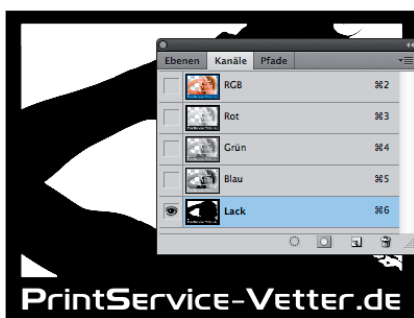 Ebenen Kanäle Pfade
RGB ⌘2
Rot ⌘3
Grün ⌘4
Blau ⌘5
Lack ⌘6
PrintService-Vetter.de